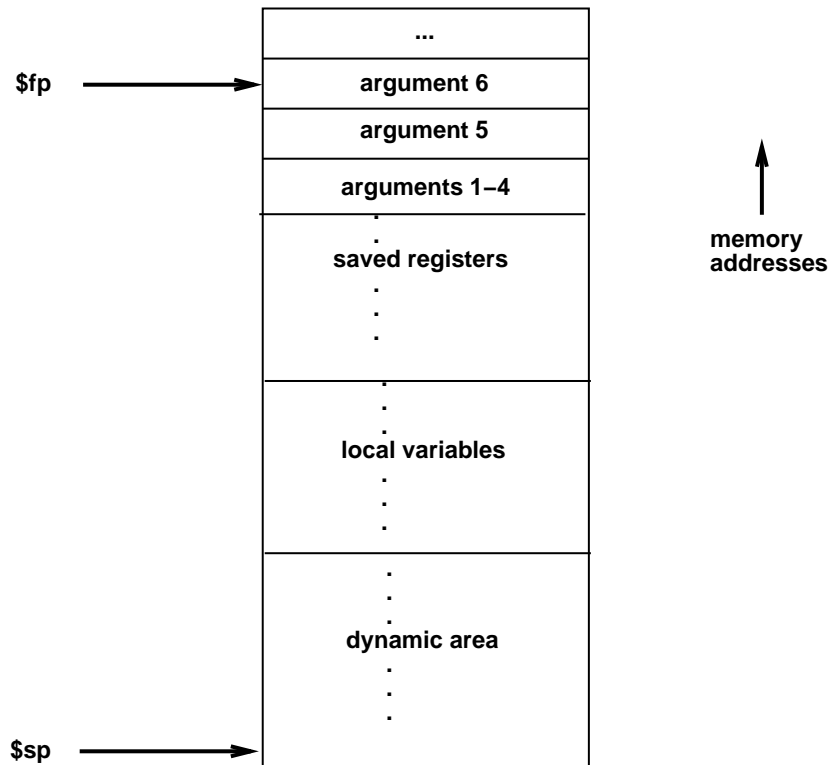 ...
$fp
argument 6
argument 5
arguments 1–4
saved registers
memory
addresses
local variables
dynamic area
$sp